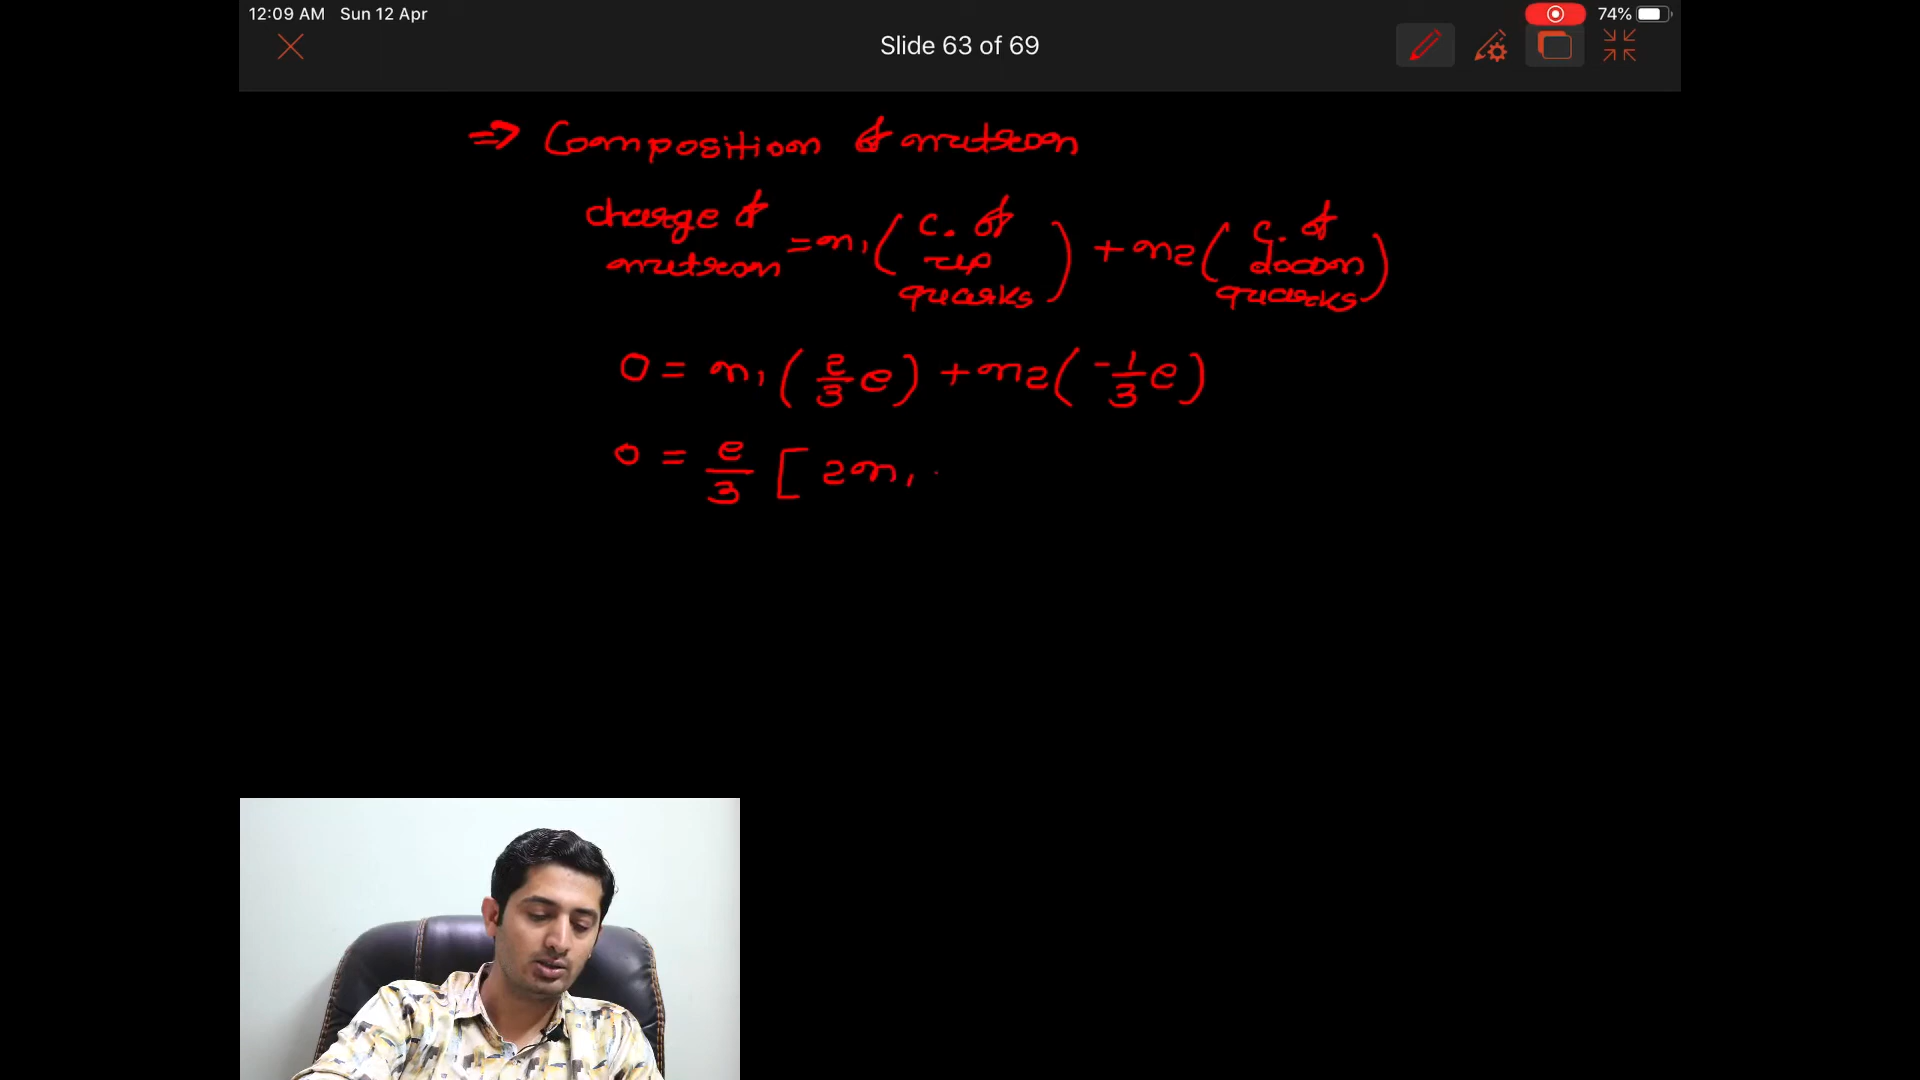 12:09 AM Sun 12 Apr
74%
Slide 63 of 69
⇒ Composition of neutron
charge of neutron = n₁ (c. of up quarks) + n₂ (c. of down quarks)
0 = n₁ (2/3 e) + n₂ (-1/3 e)
0 = e/3 [ 2n₁